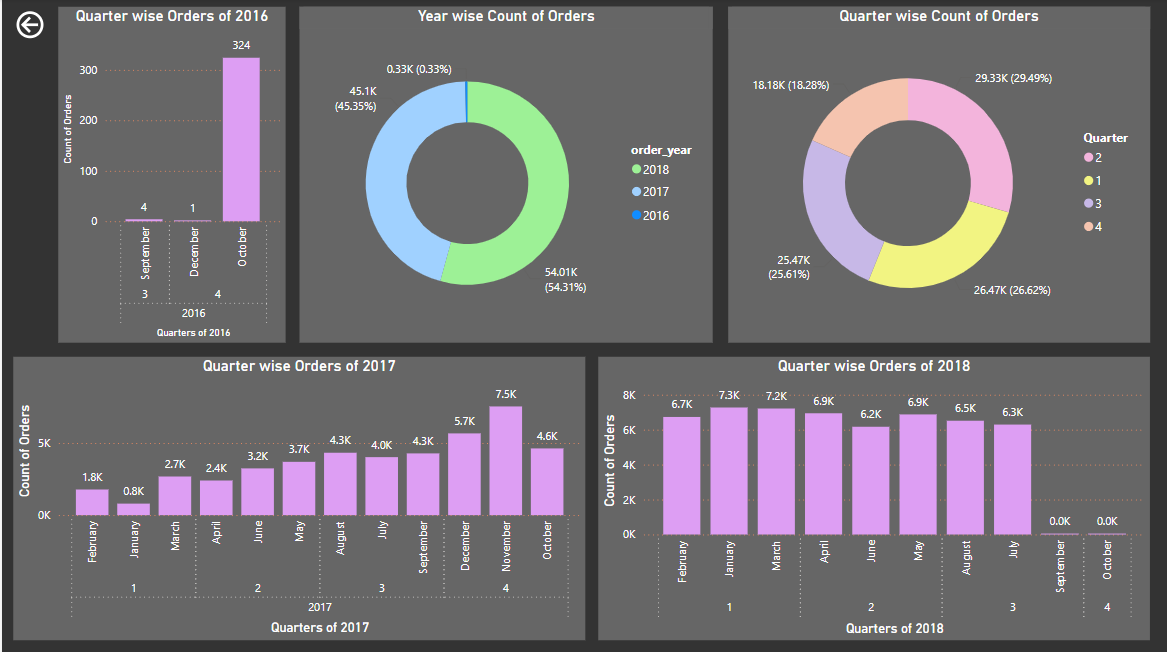 Quarter wise Orders of 2016
Count of Orders
300
200
100
0
4
1
324
September
December
October
3
4
2016
Quarters of 2016
Year wise Count of Orders
0.33K (0.33%)
45.1K
(45.35%)
54.01K
(54.31%)
order_year
2018
2017
2016
Quarter wise Count of Orders
18.18K (18.28%)
29.33K (29.49%)
25.47K
(25.61%)
26.47K (26.62%)
Quarter
2
1
3
4
Quarter wise Orders of 2017
Count of Orders
5K
0K
1.8K
0.8K
2.7K
2.4K
3.2K
3.7K
4.3K
4.0K
4.3K
5.7K
7.5K
4.6K
February
January
March
April
June
May
August
July
September
December
November
October
1
2
3
4
2017
Quarters of 2017
Quarter wise Orders of 2018
Count of Orders
8K
6K
4K
2K
0K
6.7K
7.3K
7.2K
6.9K
6.2K
6.9K
6.5K
6.3K
0.0K
0.0K
February
January
March
April
June
May
August
July
September
October
1
2
3
4
Quarters of 2018